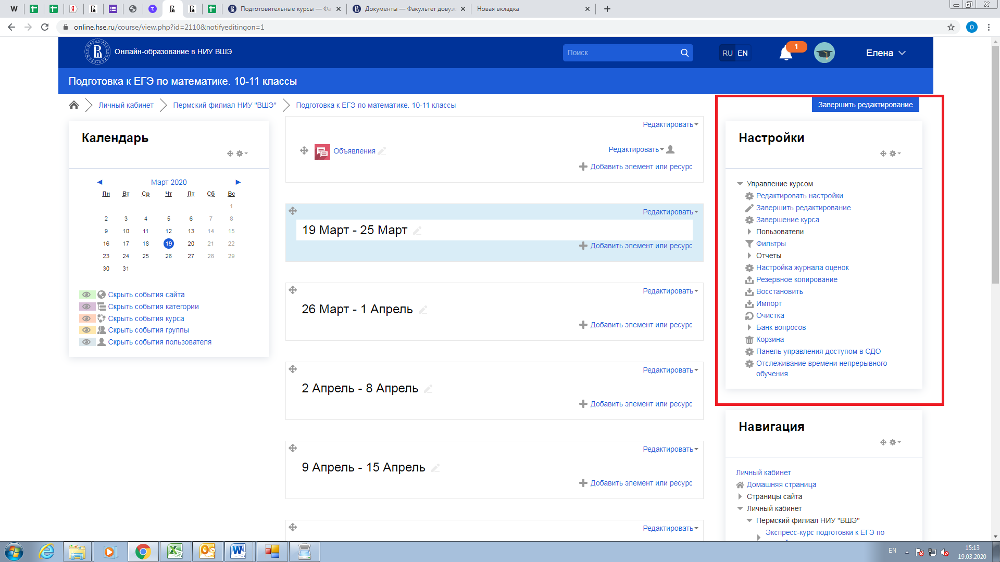 W
Подготовительные курсы — Фа
Документы — Факультет довуз
Новая вкладка
online.hse.ru/course/view.php?id=2110&notifyeditingon=1
O
Онлайн-образование в НИУ ВШЭ
Поиск
RU EN
1
Елена
Подготовка к ЕГЭ по математике. 10-11 классы
Личный кабинет
Пермский филиал НИУ "ВШЭ"
Подготовка к ЕГЭ по математике. 10-11 классы
Завершить редактирование
Календарь
Март 2020
Пн Вт Ср Чт Пт Сб Вс
1
2 3 4 5 6 7 8
9 10 11 12 13 14 15
16 17 18 19 20 21 22
23 24 25 26 27 28 29
30 31
Скрыть события сайта
Скрыть события категории
Скрыть события курса
Скрыть события группы
Скрыть события пользователя
Редактировать
Объявления
Редактировать
Добавить элемент или ресурс
Редактировать
19 Март - 25 Март
Добавить элемент или ресурс
Редактировать
26 Март - 1 Апрель
Добавить элемент или ресурс
Редактировать
2 Апрель - 8 Апрель
Добавить элемент или ресурс
Редактировать
9 Апрель - 15 Апрель
Добавить элемент или ресурс
Редактировать
Настройки
Управление курсом
Редактировать настройки
Завершить редактирование
Завершение курса
Пользователи
Фильтры
Отчеты
Настройка журнала оценок
Резервное копирование
Восстановить
Импорт
Очистка
Банк вопросов
Корзина
Панель управления доступом в СДО
Отслеживание времени непрерывного
обучения
Навигация
Личный кабинет
Домашняя страница
Страницы сайта
Личный кабинет
Пермский филиал НИУ "ВШЭ"
Экспресс-курс подготовки к ЕГЭ по
EN
15:13
19.03.2020